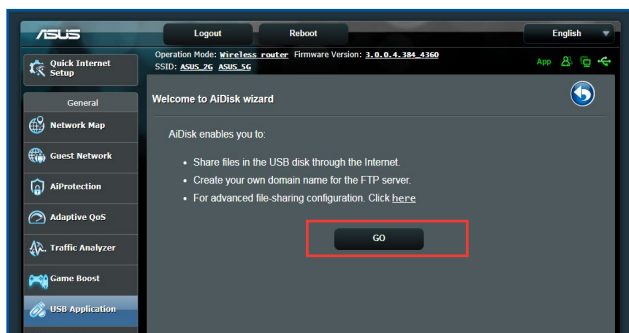 ASUS
Logout
Reboot
English
Quick Internet
Setup
Operation Mode: Wireless router Firmware Version: 3.0.0.4.384_4360
SSID: ASUS_2G ASUS_5G
App
General
Welcome to AiDisk wizard
Network Map
AiDisk enables you to:
Guest Network
• Share files in the USB disk through the Internet.
• Create your own domain name for the FTP server.
AiProtection
• For advanced file-sharing configuration. Click here
Adaptive QoS
GO
Traffic Analyzer
Game Boost
USB Application